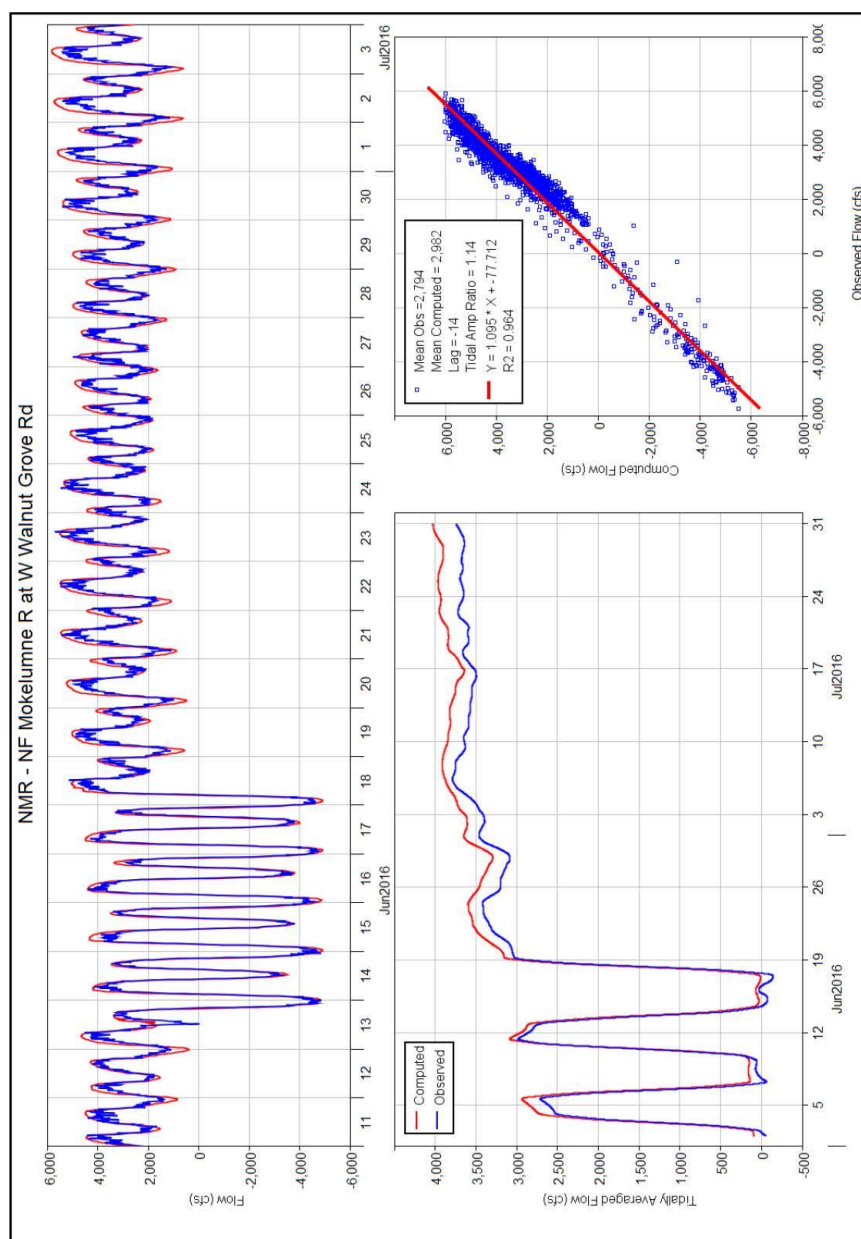 NMR - NF Mokelumne R at W Walnut Grove Rd
6,000
4,000
2,000
0
-2,000
-4,000
-6,000
Flow (cfs)
11 12 13 14 15 16 17 18 19 20 21 22 23 24 25 26 27 28 29 30 1 2 3
Jun2016 Jul2016
Computed
Observed
4,000
3,500
3,000
2,500
2,000
1,500
1,000
500
0
-500
Tidally Averaged Flow (cfs)
5 12 19 26 3 10 17 24 31
Jun2016 Jul2016
Mean Obs =2,794
Mean Computed = 2,982
Lag = -14
Tidal Amp Ratio = 1.14
Y = 1.095 * X + -77.712
R2 = 0.964
6,000
4,000
2,000
0
-2,000
-4,000
-6,000
-8,000
Computed Flow (cfs)
-6,000 -4,000 -2,000 0 2,000 4,000 6,000 8,000
Observed Flow (cfs)